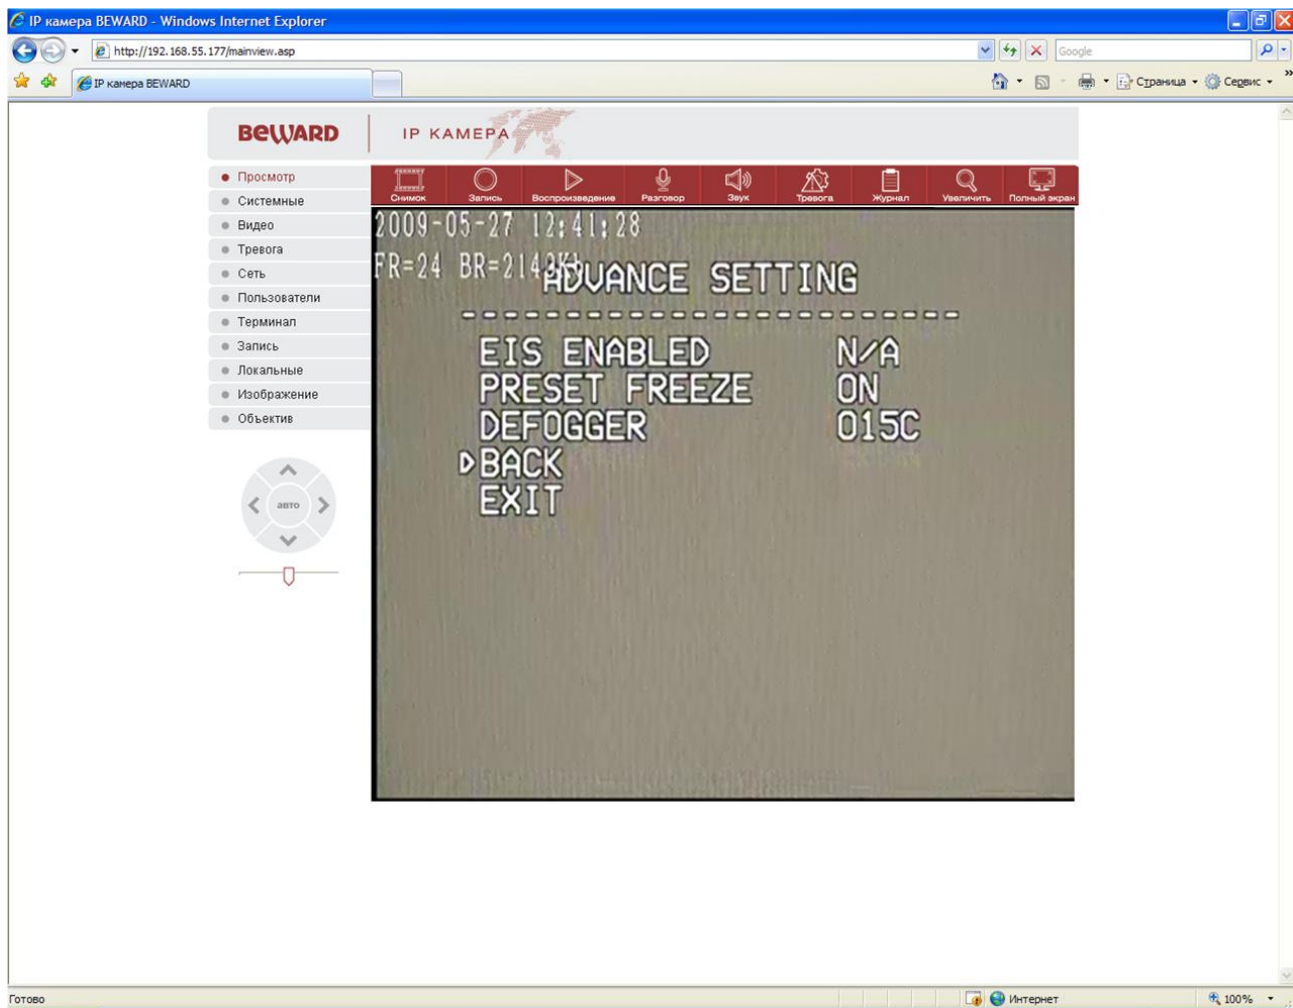 IP камера BEWARD - Windows Internet Explorer
http://192.168.55.177/mainview.asp
Google
IP камера BEWARD
Страница
Сервис
»
BEWARD
IP КАМЕРА
Просмотр
Системные
Видео
Тревога
Сеть
Пользователи
Терминал
Запись
Локальные
Изображение
Объектив
авто
Снимок
Запись
Воспроизведение
Разговор
Звук
Тревога
Журнал
Увеличить
Полный экран
2009-05-27 12:41:28
FR=24 BR=2143Kb
ADVANCE SETTING
------------------------
EIS ENABLED N/A
PRESET FREEZE ON
DEFOGGER 015C
BACK
EXIT
Готово
Интернет
100%